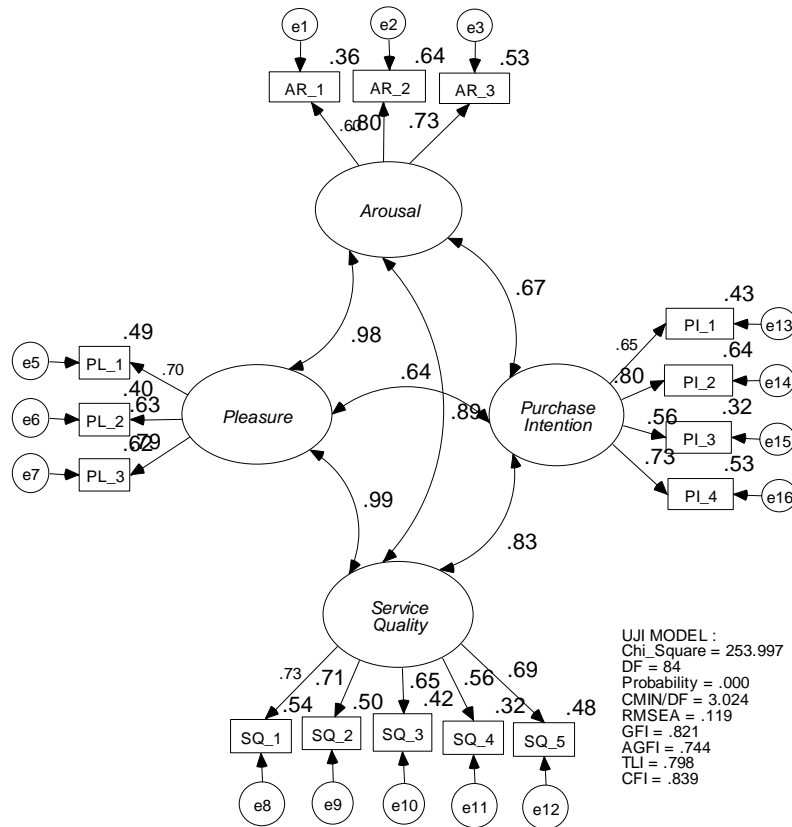 e1 e2 e3
.36 .64 .53
AR_1 AR_2 AR_3
.60 .80 .73
Arousal
.67
.98
.43
.49
PI_1 e13
e5 PL_1 .70
.65
.64
.40
.64
.80 PI_2 e14
e6 PL_2 .63
Pleasure
.89
Purchase
Intention
.56 .32
PI_3 e15
.62 .79
e7 PL_3
.73 .53
PI_4 e16
.99
.83
Service
Quality
.73 .71 .65 .56 .69
.54 .50 .42 .32 .48
SQ_1 SQ_2 SQ_3 SQ_4 SQ_5
e8 e9 e10 e11 e12
UJI MODEL :
Chi_Square = 253.997
DF = 84
Probability = .000
CMIN/DF = 3.024
RMSEA = .119
GFI = .821
AGFI = .744
TLI = .798
CFI = .839